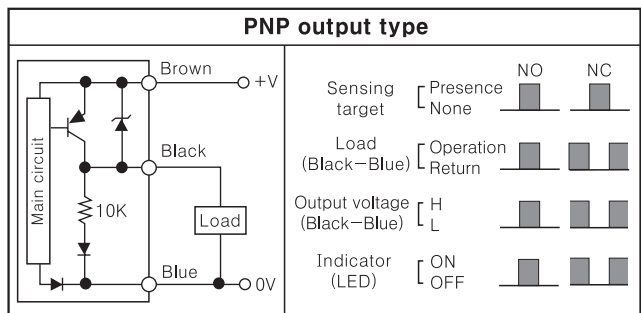 PNP output type
Main circuit
Brown
+V
Black
10K
Load
Blue
0V
NO NC
Sensing target
Presence
None
Load
(Black-Blue)
Operation
Return
Output voltage
(Black-Blue)
H
L
Indicator
(LED)
ON
OFF